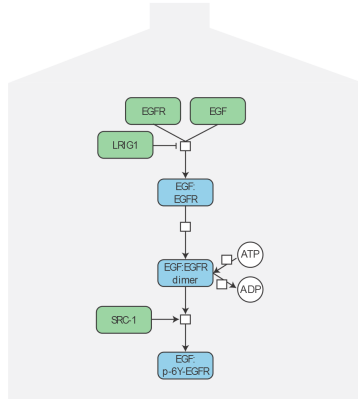 EGFR
EGF
LRIG1
EGF:
EGFR
EGF:EGFR
dimer
ATP
ADP
SRC-1
EGF:
p-6Y-EGFR